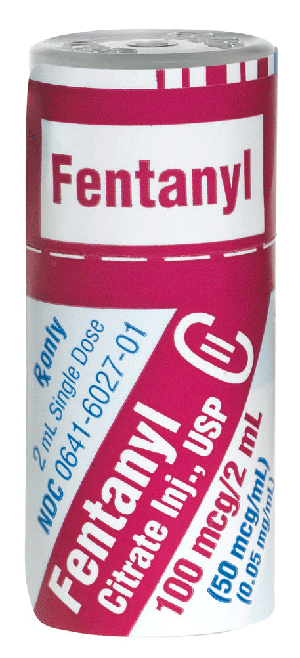 Fentanyl
℞only
2 mL Single Dose
NDC 0641-6027-01
Fentanyl
Citrate Inj., USP
CII
100 mcg/2 mL
(50 mcg/mL)
(0.05 mg/mL)